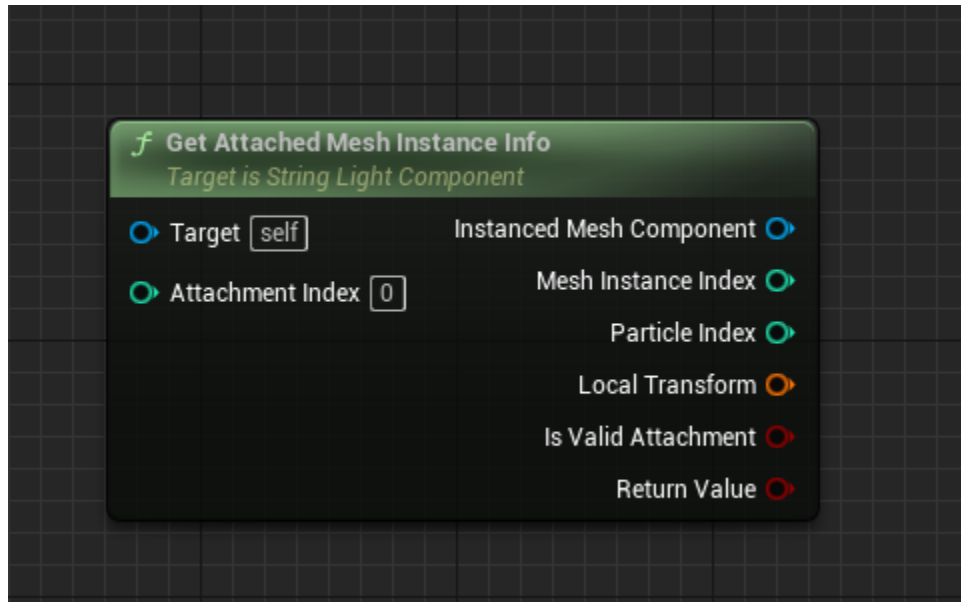 f Get Attached Mesh Instance Info
Target is String Light Component
Target self
Attachment Index 0
Instanced Mesh Component
Mesh Instance Index
Particle Index
Local Transform
Is Valid Attachment
Return Value